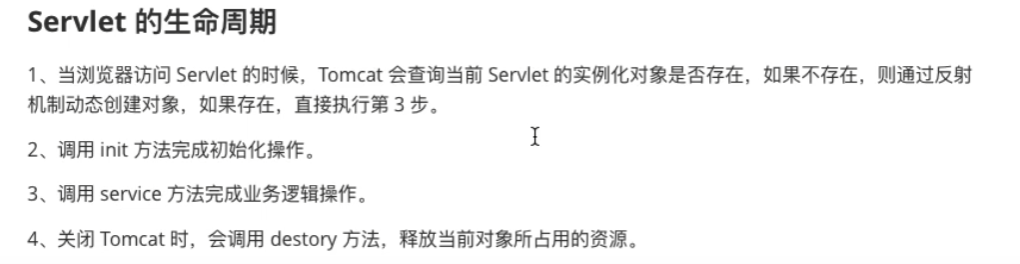 Servlet 的生命周期
1、当浏览器访问 Servlet 的时候，Tomcat 会查询当前 Servlet 的实例化对象是否存在，如果不存在，则通过反射
机制动态创建对象，如果存在，直接执行第 3 步。
2、调用 init 方法完成初始化操作。
3、调用 service 方法完成业务逻辑操作。
4、关闭 Tomcat 时，会调用 destory 方法，释放当前对象所占用的资源。